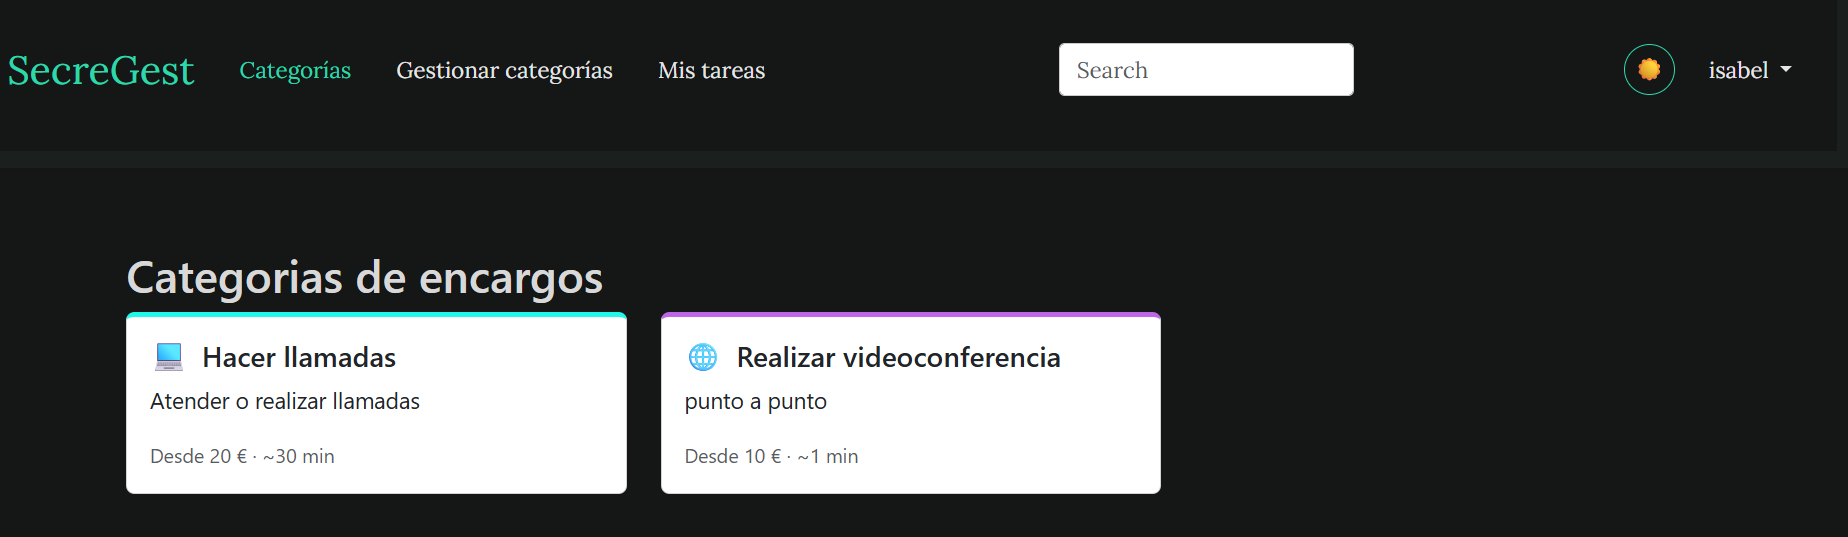 SecreGest Categorías Gestionar categorías Mis tareas Search isabel
Categorias de encargos
Hacer llamadas
Atender o realizar llamadas
Desde 20 € · ~30 min
Realizar videoconferencia
punto a punto
Desde 10 € · ~1 min